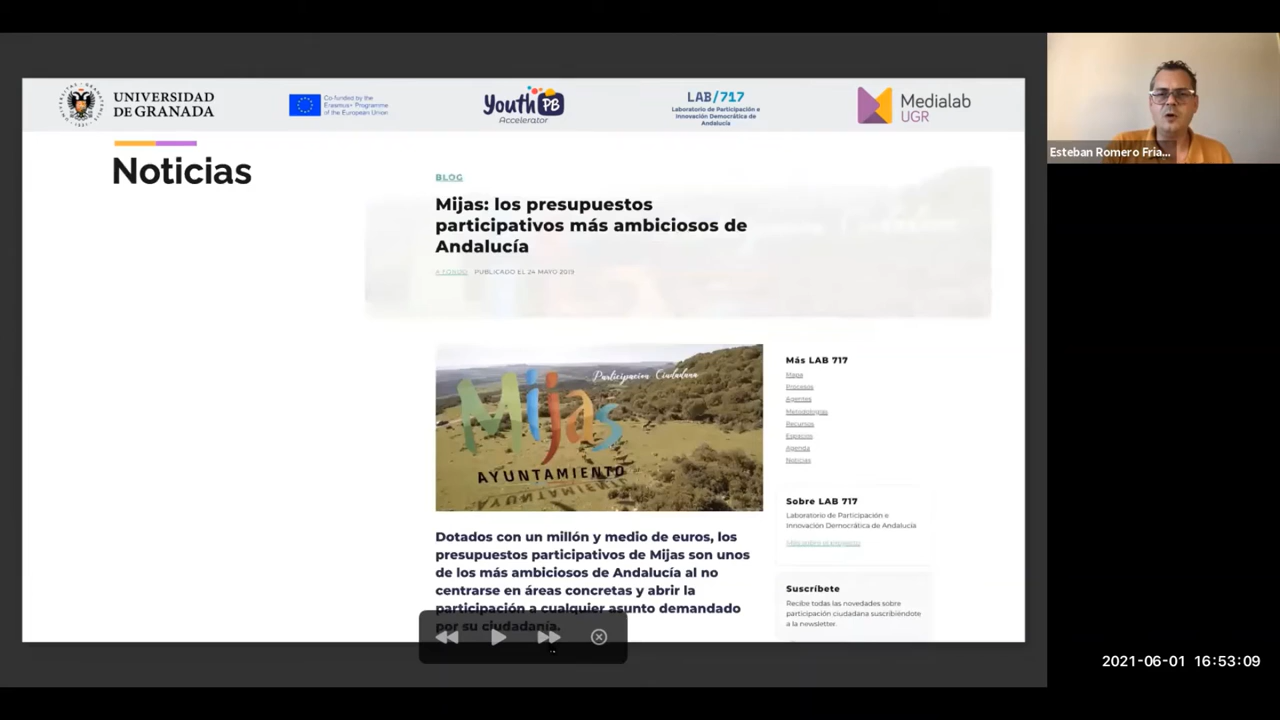 UNIVERSIDAD
DE GRANADA
Co-funded by the
Erasmus+ Programme
of the European Union
Youth PB
Accelerator
LAB/717
Laboratorio de Participación e
Innovación Democrática de
Andalucía
Medialab
UGR
Esteban Romero Fría...
Noticias
BLOG
Mijas: los presupuestos
participativos más ambiciosos de
Andalucía
A FONDO PUBLICADO EL 24 MAYO 2019
Participación Ciudadana
Mijas
AYUNTAMIENTO
Más LAB 717
Mapa
Procesos
Agentes
Metodologías
Recursos
Espacios
Agenda
Noticias
Sobre LAB 717
Laboratorio de Participación e
Innovación Democrática de Andalucía
Más sobre el proyecto
Dotados con un millón y medio de euros, los
presupuestos participativos de Mijas son unos
de los más ambiciosos de Andalucía al no
centrarse en áreas concretas y abrir la
participación a cualquier asunto demandado
por su ciudadanía.
Suscríbete
Recibe todas las novedades sobre
participación ciudadana suscribiéndote
a la newsletter.
2021-06-01 16:53:09